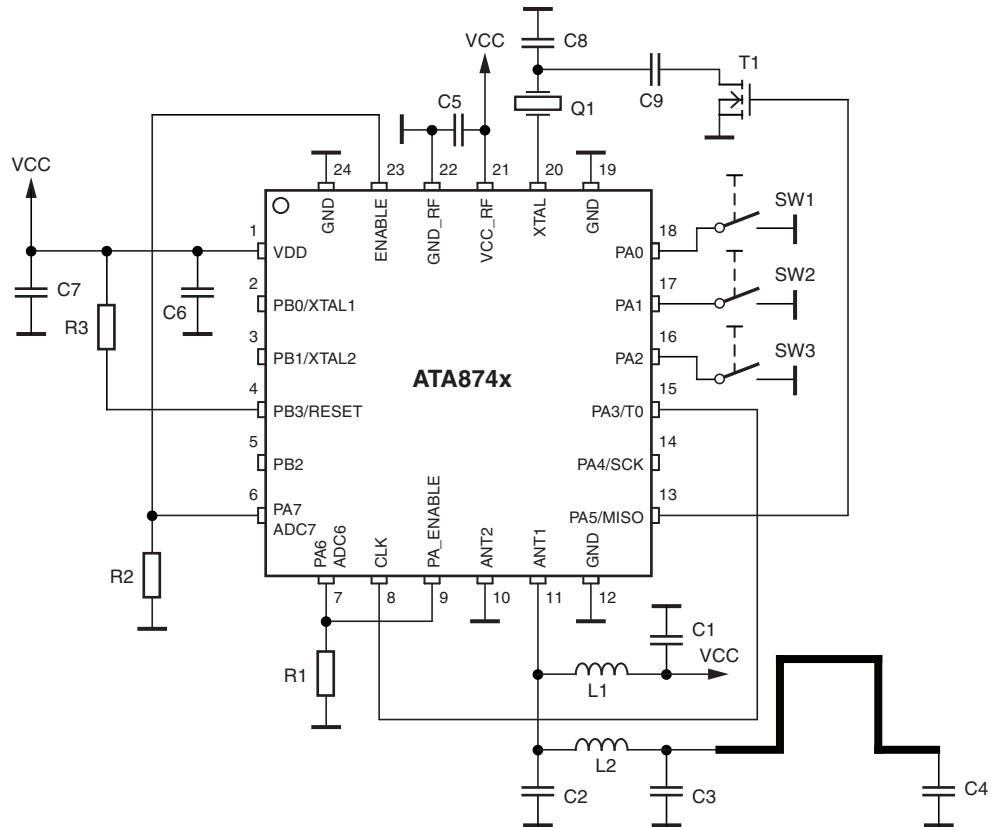 C8
VCC
T1
C9
C5
Q1
VCC
24
23
22
21
20
19
GND
ENABLE
GND_RF
VCC_RF
XTAL
GND
1
VDD
18
PA0
SW1
C7
R3
C6
2
PB0/XTAL1
17
PA1
SW2
3
PB1/XTAL2
16
PA2
SW3
ATA874x
4
PB3/RESET
15
PA3/T0
5
PB2
14
PA4/SCK
6
PA7
ADC7
13
PA5/MISO
PA6
ADC6
CLK
PA_ENABLE
ANT2
ANT1
GND
R2
7
8
9
10
11
12
C1
R1
L1
VCC
L2
C2
C3
C4